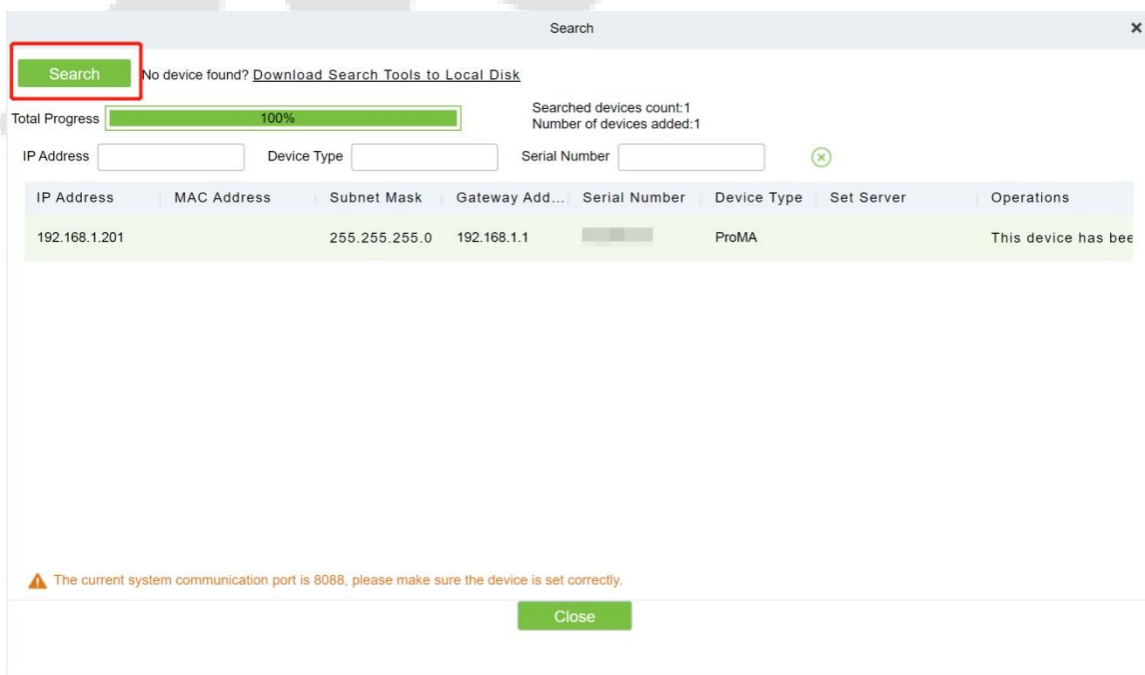 Search
Search No device found? Download Search Tools to Local Disk
Total Progress 100% Searched devices count:1
Number of devices added:1
IP Address Device Type Serial Number
IP Address MAC Address Subnet Mask Gateway Add... Serial Number Device Type Set Server Operations
192.168.1.201 255.255.255.0 192.168.1.1 ProMA This device has bee
The current system communication port is 8088, please make sure the device is set correctly.
Close